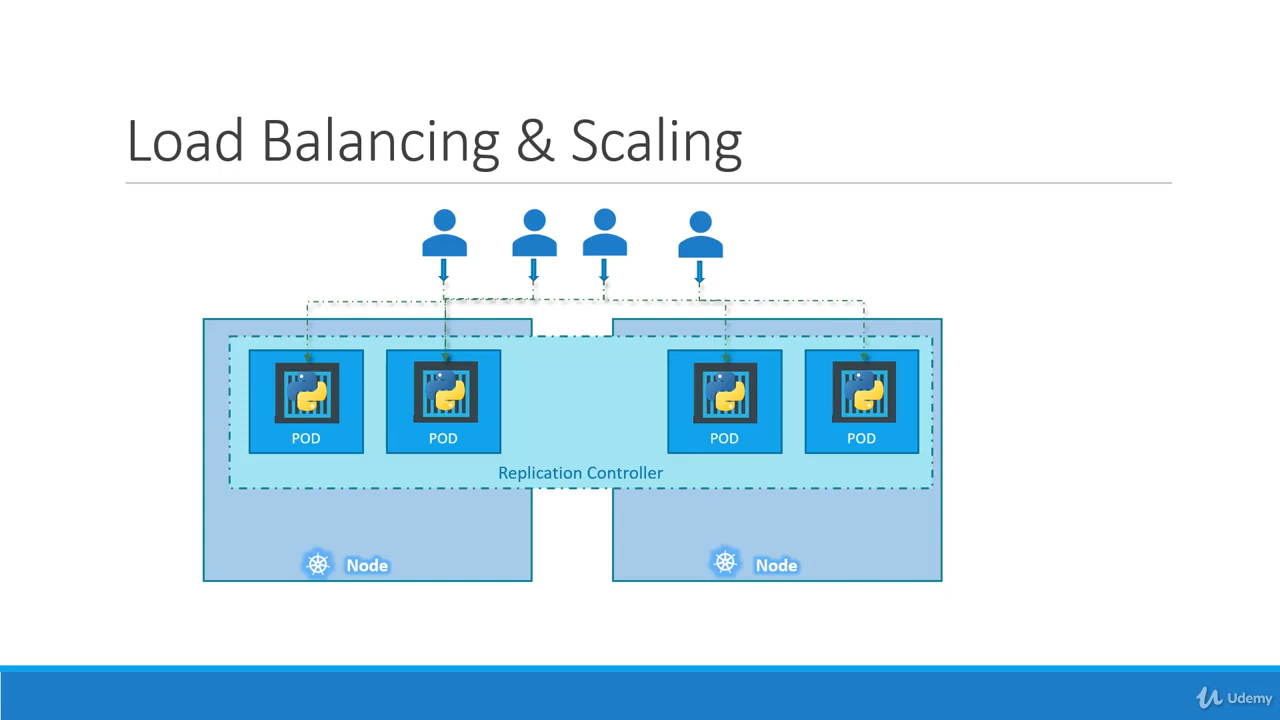 Load Balancing & Scaling
POD
POD
POD
POD
Replication Controller
Node
Node
Udemy